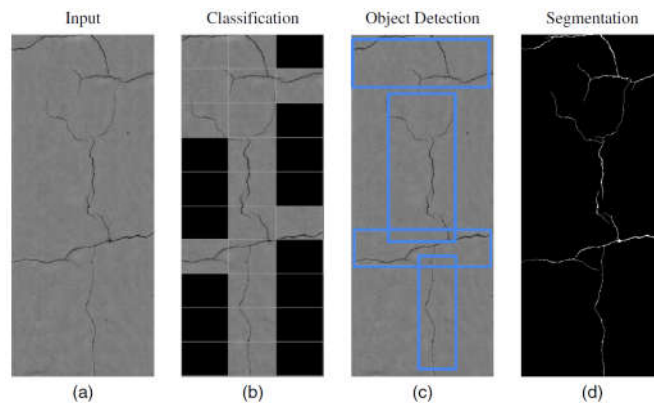 Input Classification Object Detection Segmentation
(a) (b) (c) (d)